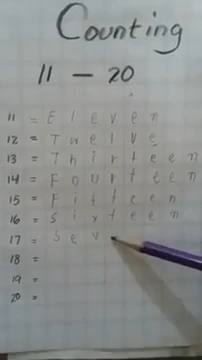 Counting
11 - 20
11 = Eleven
12 = Twelve
13 = Thirteen
14 = Fourteen
15 = Fifteen
16 = Sixteen
17 = Sev
18 =
19 =
20 =